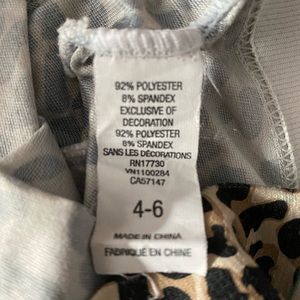 92% POLYESTER
8% SPANDEX
EXCLUSIVE OF
DECORATION
92% POLYESTER
8% SPANDEX
SANS LES DÉCORATIONS
RN17730
VN1100284
CA57147
4-6
MADE IN CHINA
FABRIQUÉ EN CHINE